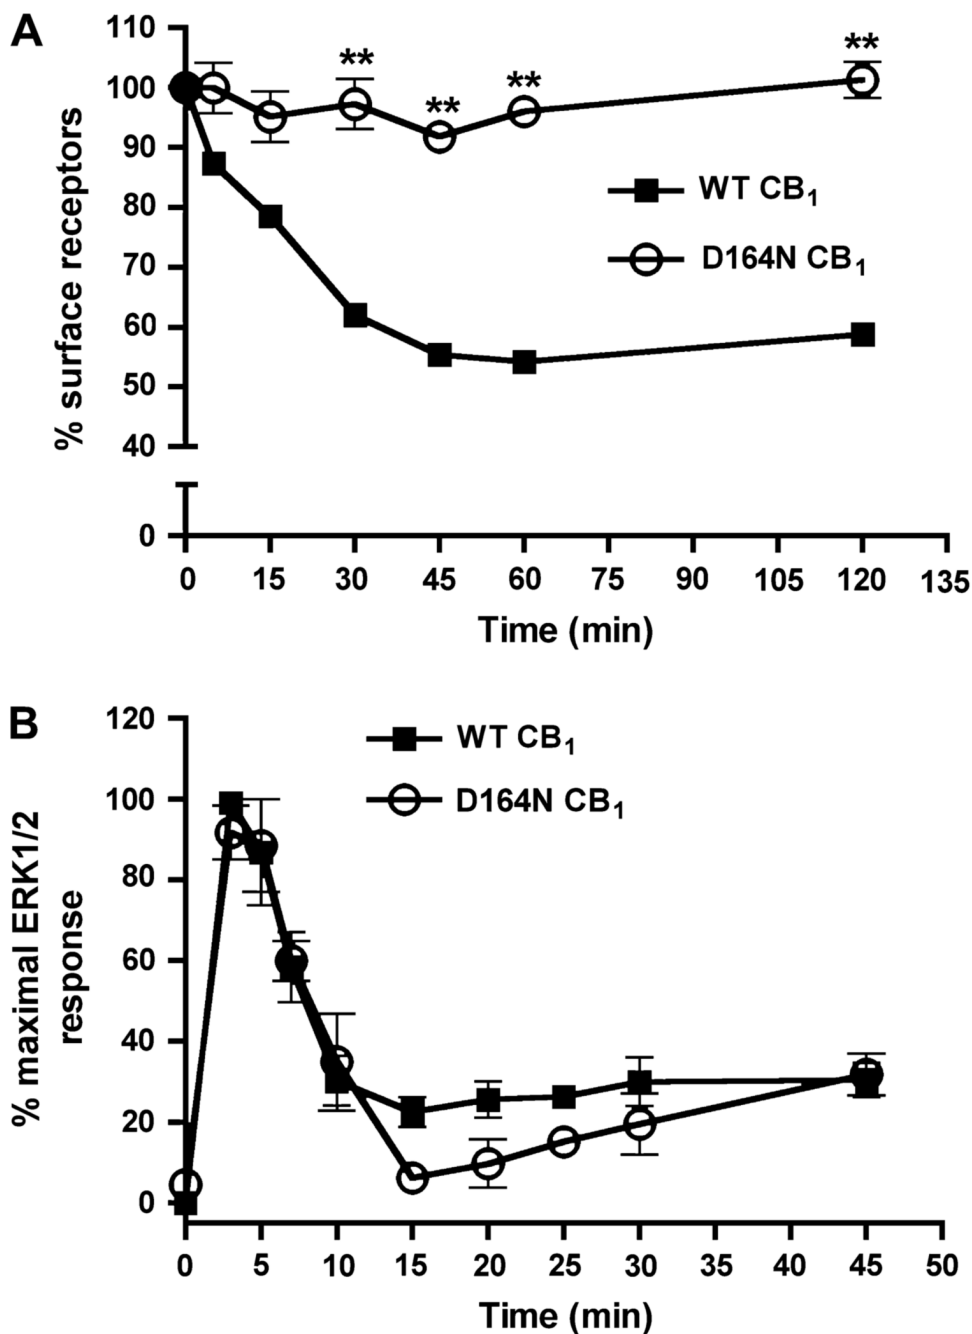 A
110
100
90
80
70
60
50
40
0
% surface receptors
**
**
**
**
WT CB₁
D164N CB₁
0 15 30 45 60 75 90 105 120 135
Time (min)
B
120
100
80
60
40
20
0
% maximal ERK1/2
response
WT CB₁
D164N CB₁
0 5 10 15 20 25 30 35 40 45 50
Time (min)